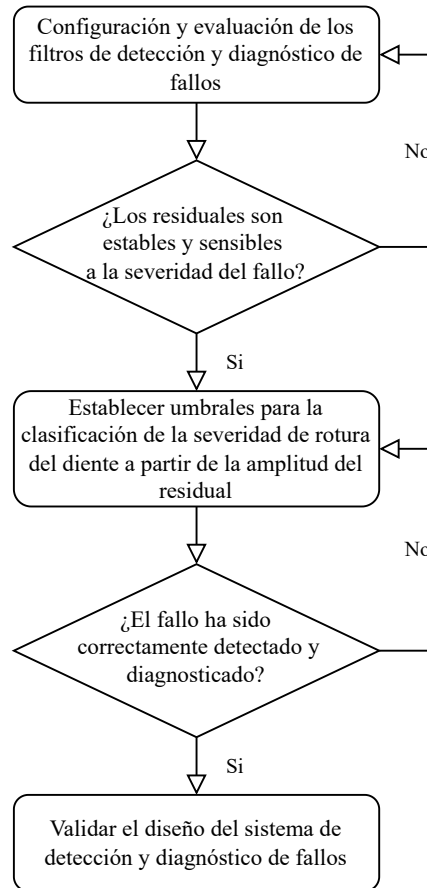 Configuración y evaluación de los
filtros de detección y diagnóstico de
fallos
No
¿Los residuales son
estables y sensibles
a la severidad del fallo?
Si
Establecer umbrales para la
clasificación de la severidad de rotura
del diente a partir de la amplitud del
residual
No
¿El fallo ha sido
correctamente detectado y
diagnosticado?
Si
Validar el diseño del sistema de
detección y diagnóstico de fallos